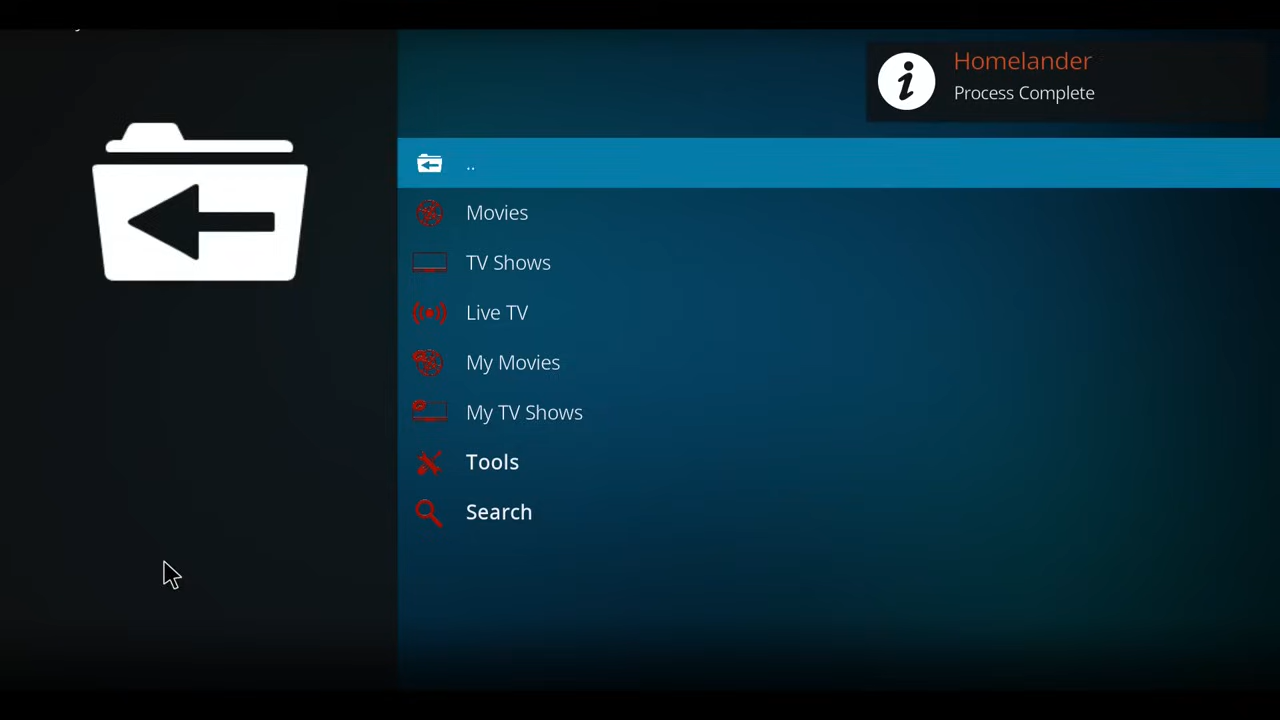 Homelander
Process Complete
..
Movies
TV Shows
Live TV
My Movies
My TV Shows
Tools
Search